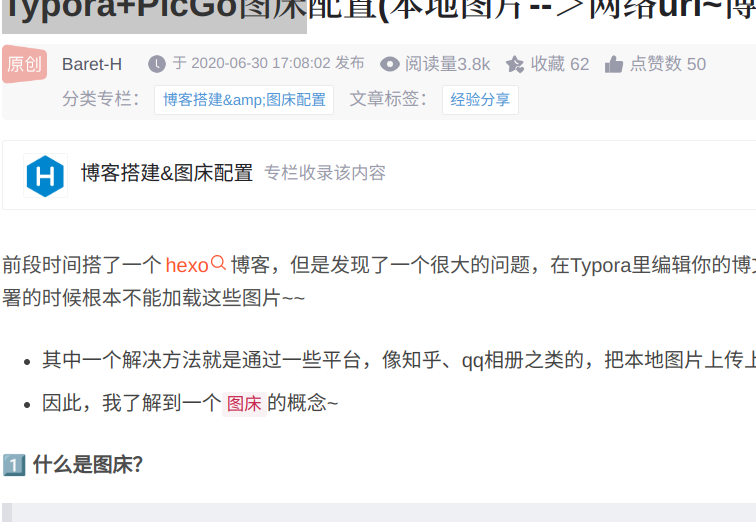 Typora+PicGo图床配置(本地图片-->网络url~博
原创 Baret-H 于 2020-06-30 17:08:02 发布 阅读量3.8k 收藏 62 点赞数 50
分类专栏： 博客搭建&amp;图床配置 文章标签： 经验分享
H 博客搭建&图床配置 专栏收录该内容
前段时间搭了一个 hexo 博客，但是发现了一个很大的问题，在Typora里编辑你的博
署的时候根本不能加载这些图片~~
• 其中一个解决方法就是通过一些平台，像知乎、qq相册之类的，把本地图片上传上
• 因此，我了解到一个 图床 的概念~
1️⃣ 什么是图床？